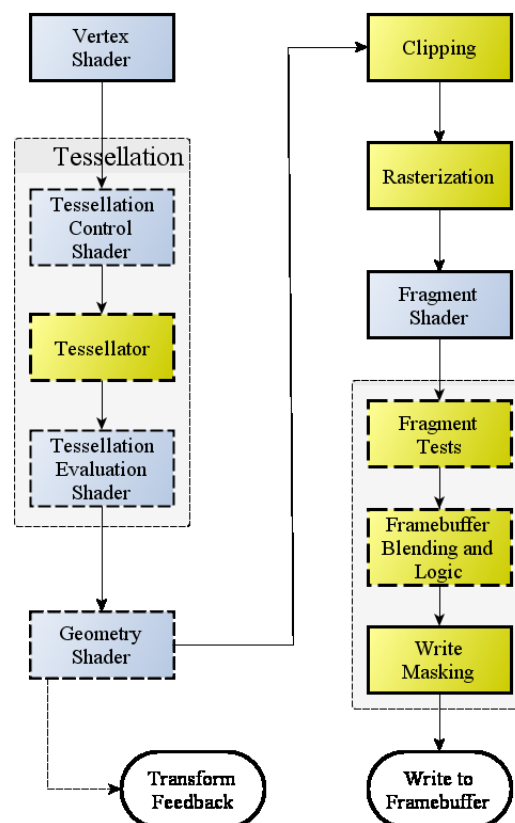 Vertex
Shader
Tessellation
Tessellation
Control
Shader
Tessellator
Tessellation
Evaluation
Shader
Geometry
Shader
Transform
Feedback
Clipping
Rasterization
Fragment
Shader
Fragment
Tests
Framebuffer
Blending and
Logic
Write
Masking
Write to
Framebuffer